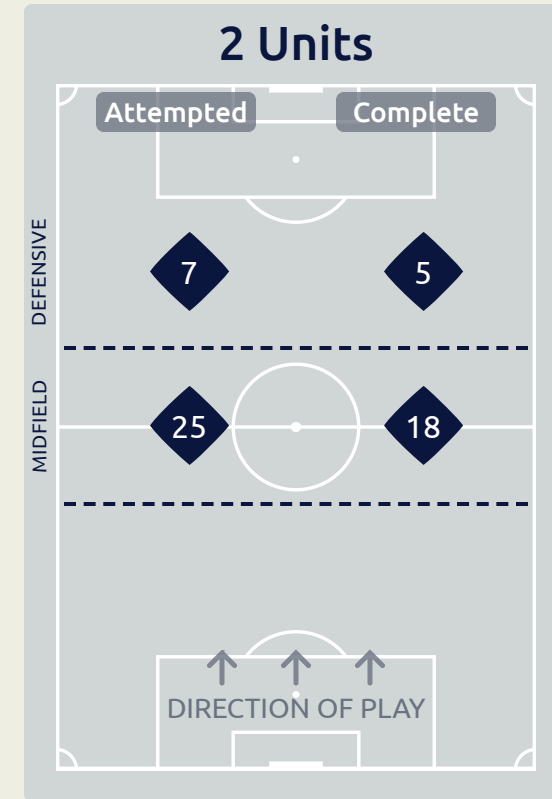 2 Units
Attempted
Complete
DEFENSIVE
7
5
MIDFIELD
25
18
DIRECTION OF PLAY